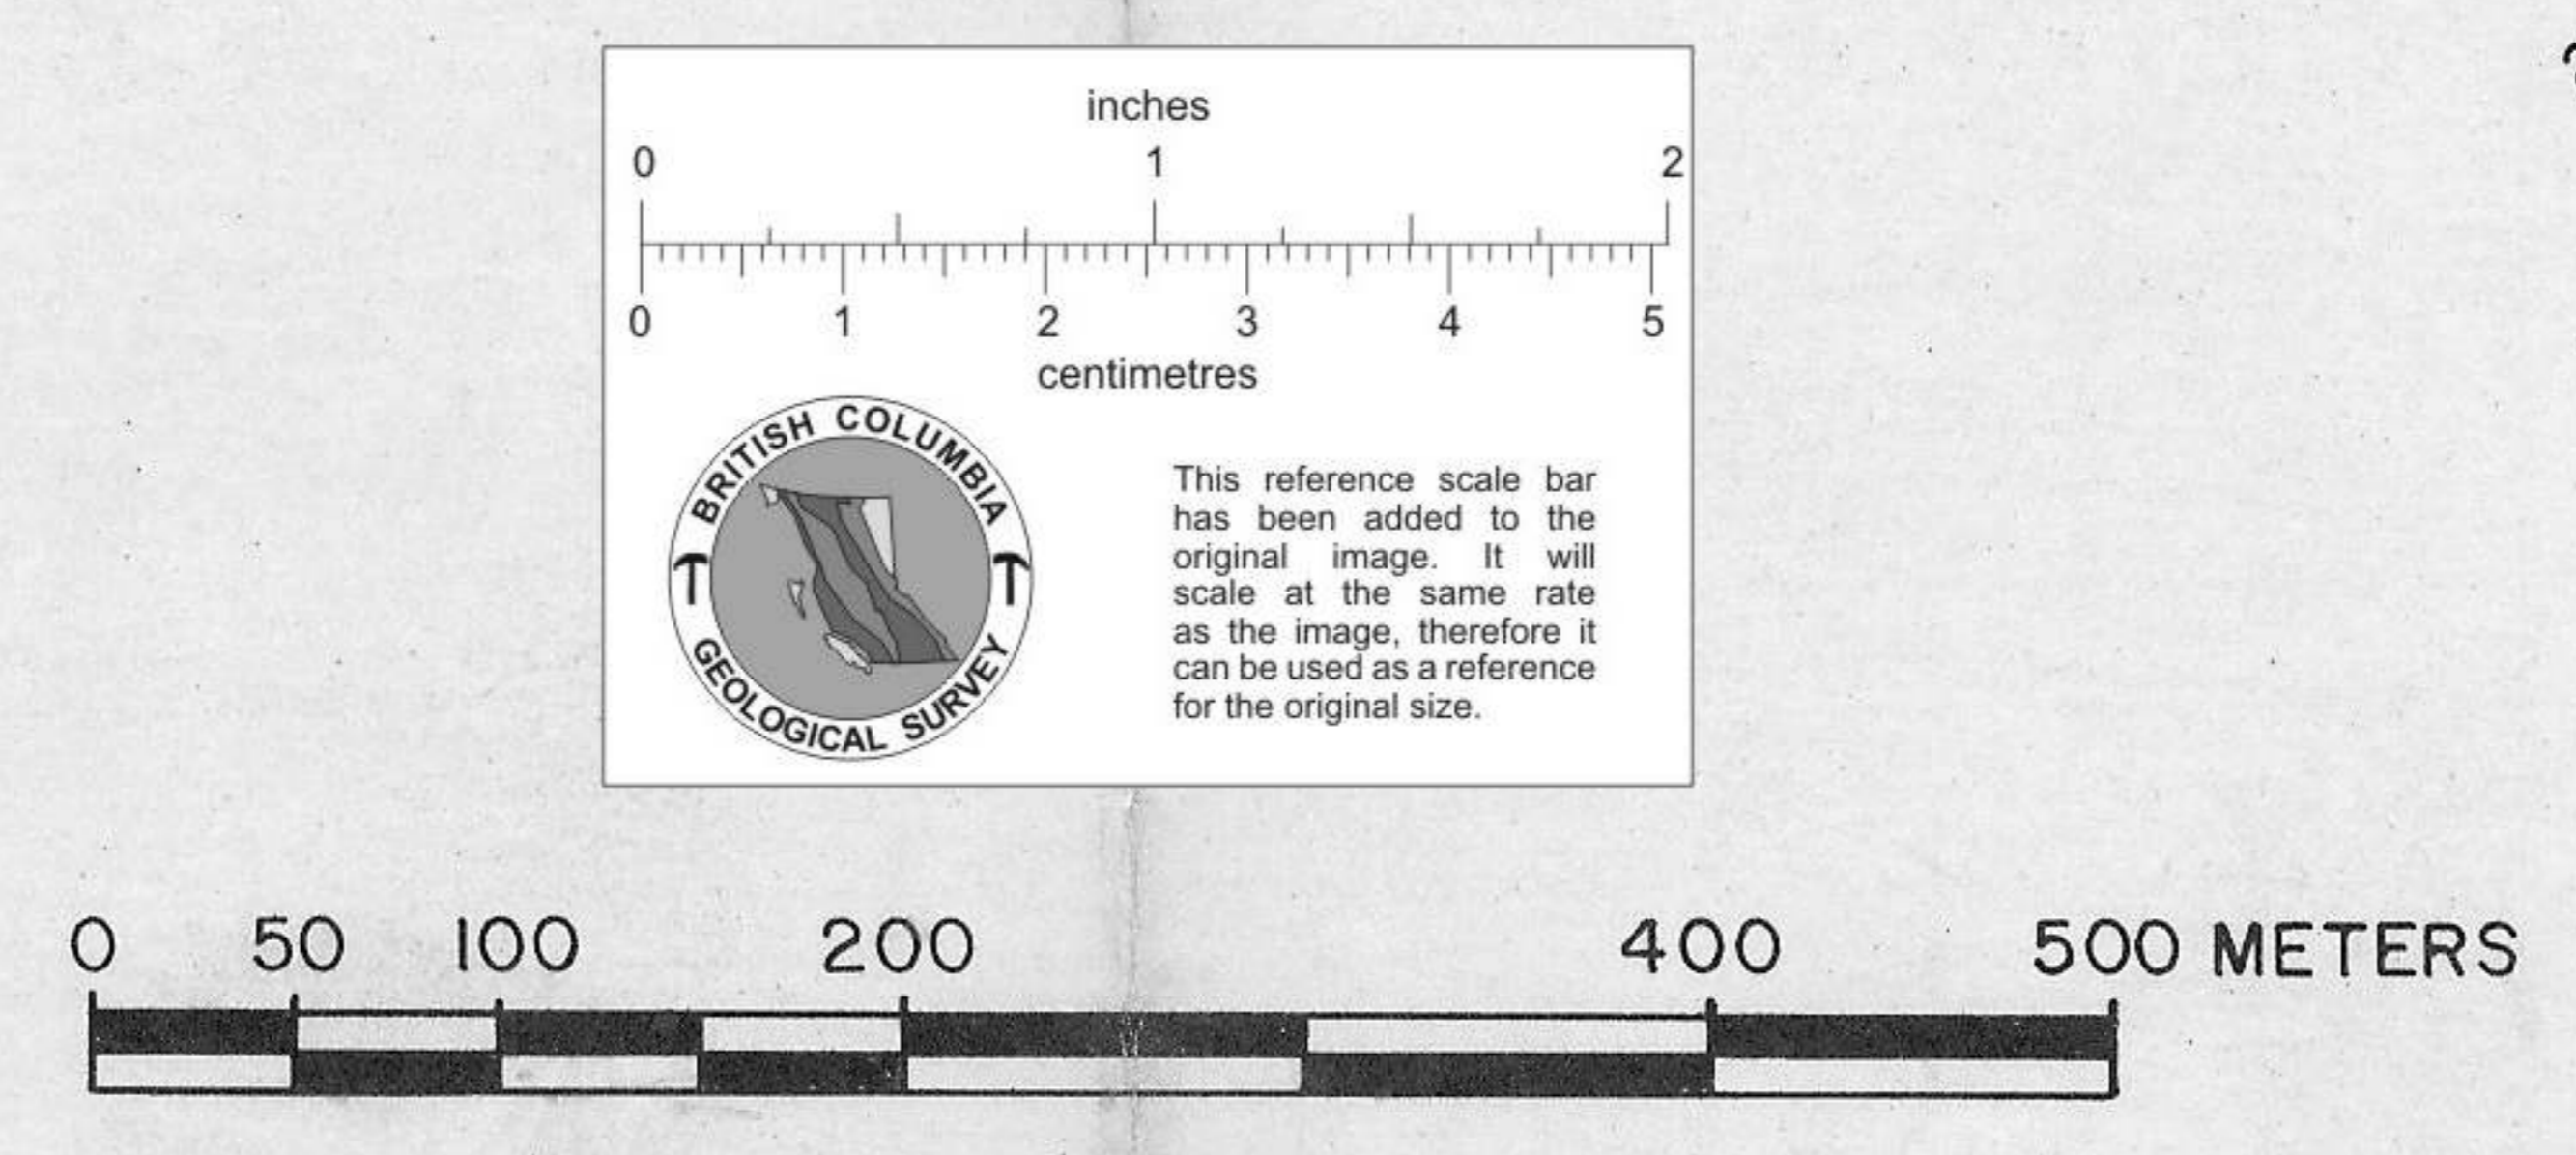 inches
0 1 2
0 1 2 3 4 5
centimetres
BRITISH COLUMBIA
GEOLOGICAL SURVEY
This reference scale bar
has been added to the
original image. It will
scale at the same rate
as the image, therefore it
can be used as a reference
for the original size.
0 50 100 200 400 500 METERS